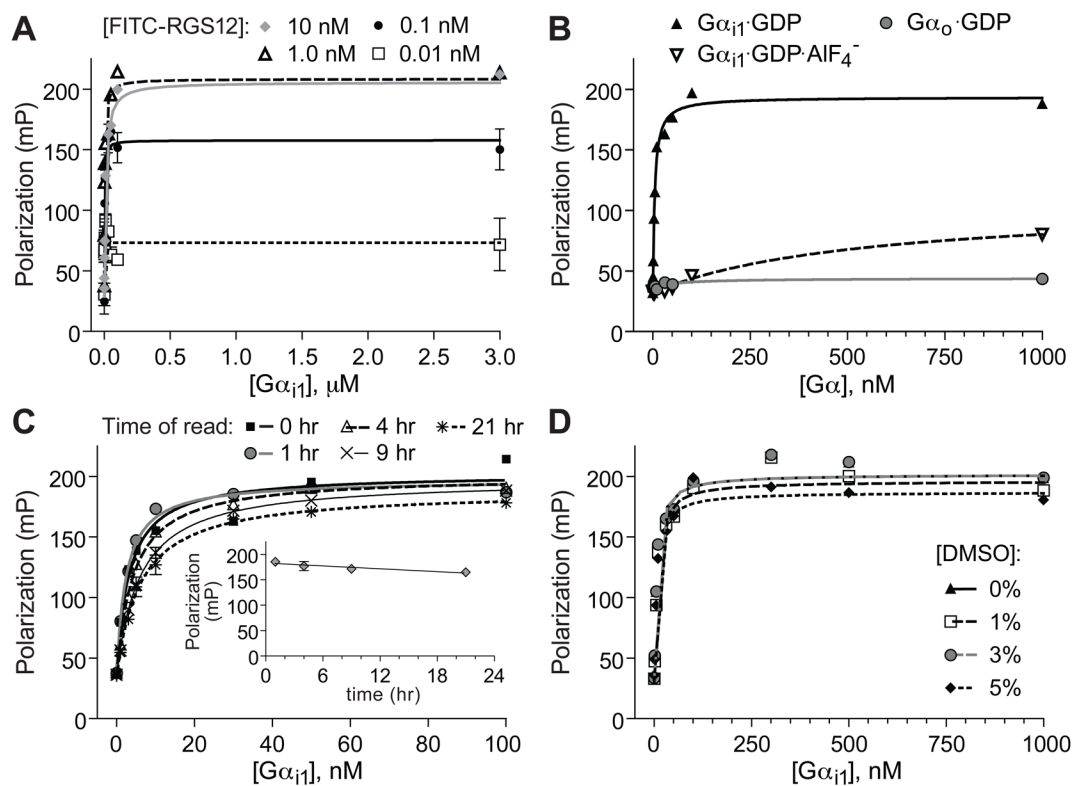 A
[FITC-RGS12]: 10 nM 0.1 nM
1.0 nM 0.01 nM
Polarization (mP)
200
150
100
50
0
0.0 0.5 1.0 1.5 2.0 2.5 3.0
[Gαi1], μM
B
Gαi1·GDP Gαo·GDP
Gαi1·GDP·AlF4-
Polarization (mP)
200
150
100
50
0
0 250 500 750 1000
[Gα], nM
C
Time of read: 0 hr 4 hr 21 hr
1 hr 9 hr
Polarization (mP)
200
150
100
50
0
0 20 40 60 80 100
[Gαi1], nM
Polarization
(mP)
200
150
100
50
0
0 6 12 18 24
time (hr)
D
Polarization (mP)
200
150
100
50
0
0 250 500 750 1000
[Gαi1], nM
[DMSO]:
0%
1%
3%
5%